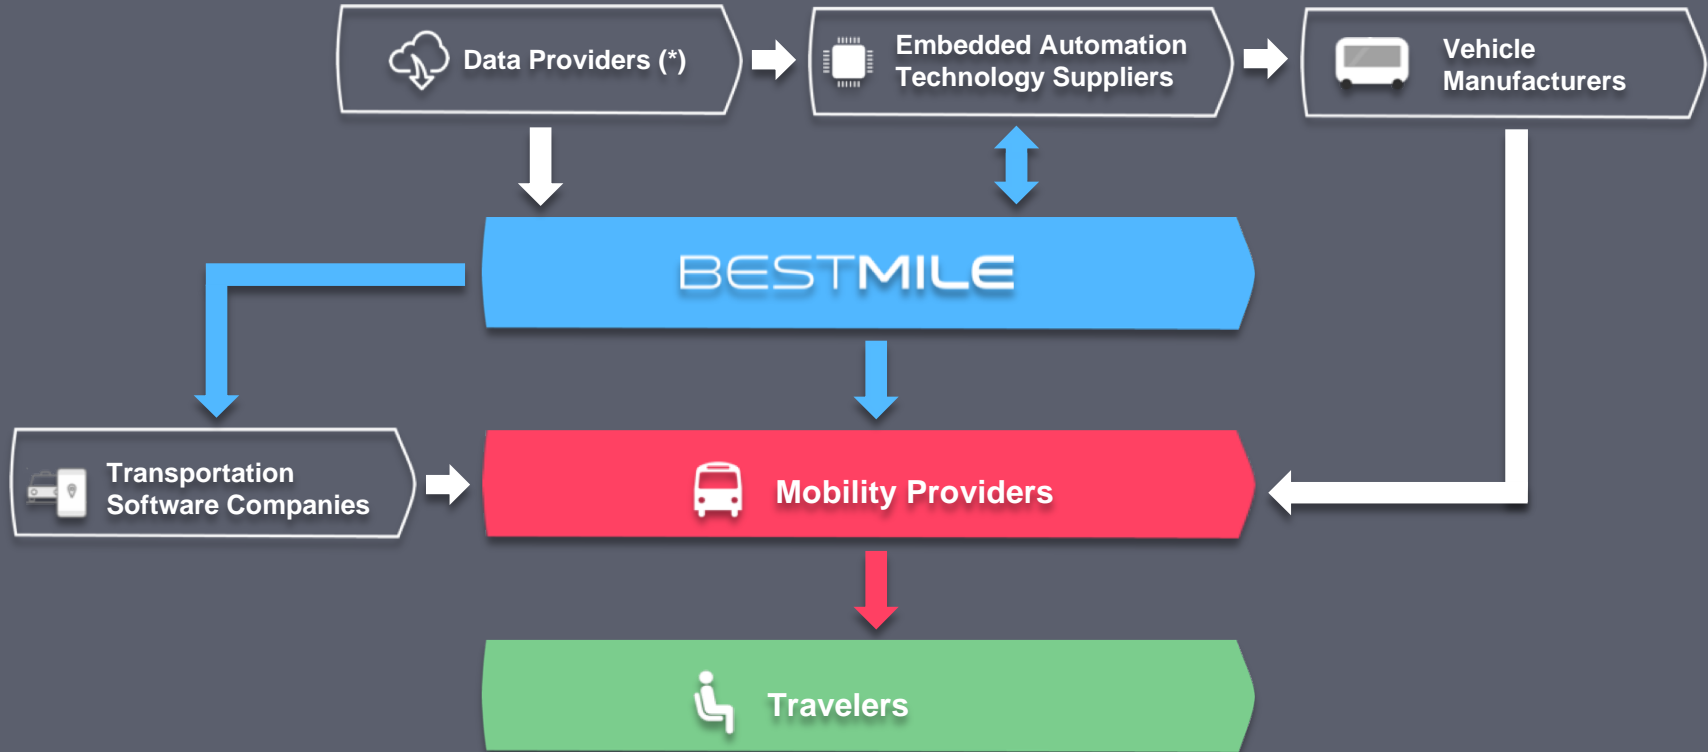 Data Providers (*)
Embedded Automation
Technology Suppliers
Vehicle
Manufacturers
BESTMILE
Transportation
Software Companies
Mobility Providers
Travelers